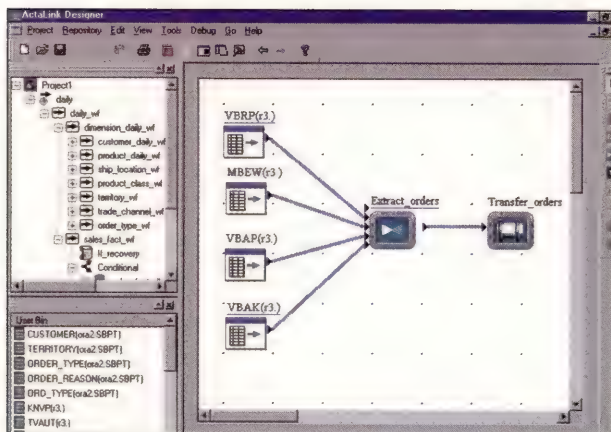 ActaLink Designer
Project Repository Edit View Tools Debug Go Help
Project1
daily
daily_wf
dimension_daily_wf
customer_daily_wf
product_daily_wf
ship_location_wf
product_class_wf
territory_wf
trade_channel_wf
order_type_wf
sales_fact_wf
Conditional
User Bin
CUSTOMER(ora2.SBPT)
TERRITORY(ora2.SBPT)
ORDER_TYPE(ora2.SBPT)
ORDER_REASON(ora2.SBPT)
ORD_TYPE(ora2.SBPT)
KNVP(r3.)
TVAUT(r3.)
VBRP(r3.)
MBEW(r3.)
VBAP(r3.)
VBAK(r3.)
Extract_orders
Transfer_orders